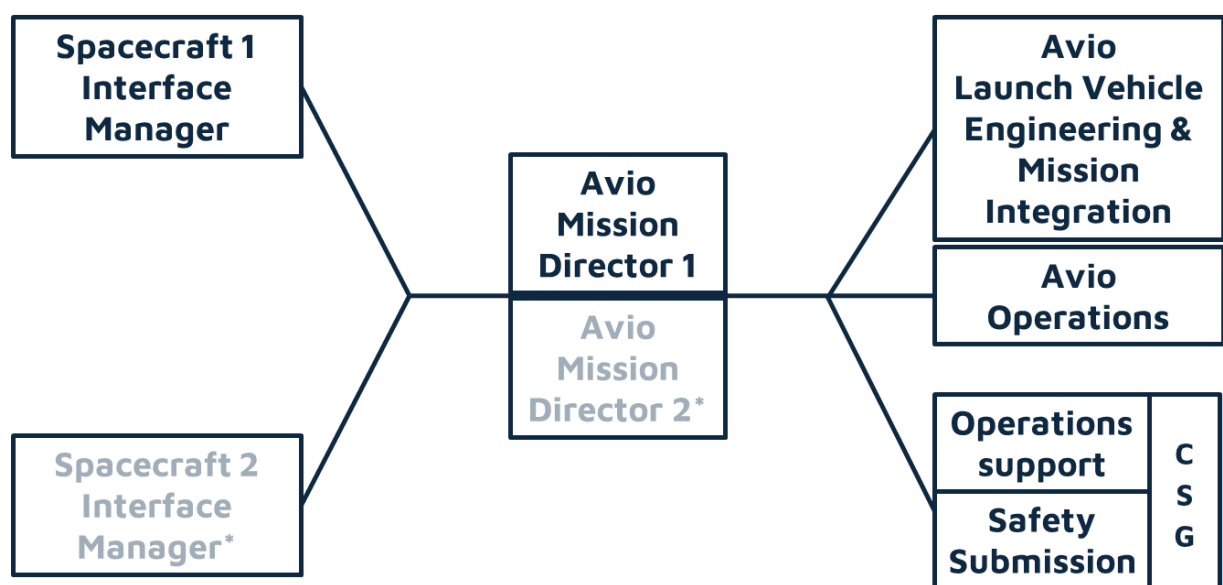 Spacecraft 1
Interface
Manager
Spacecraft 2
Interface
Manager*
Avio
Mission
Director 1
Avio
Mission
Director 2*
Avio
Launch Vehicle
Engineering &
Mission
Integration
Avio
Operations
Operations
support
Safety
Submission
C
S
G